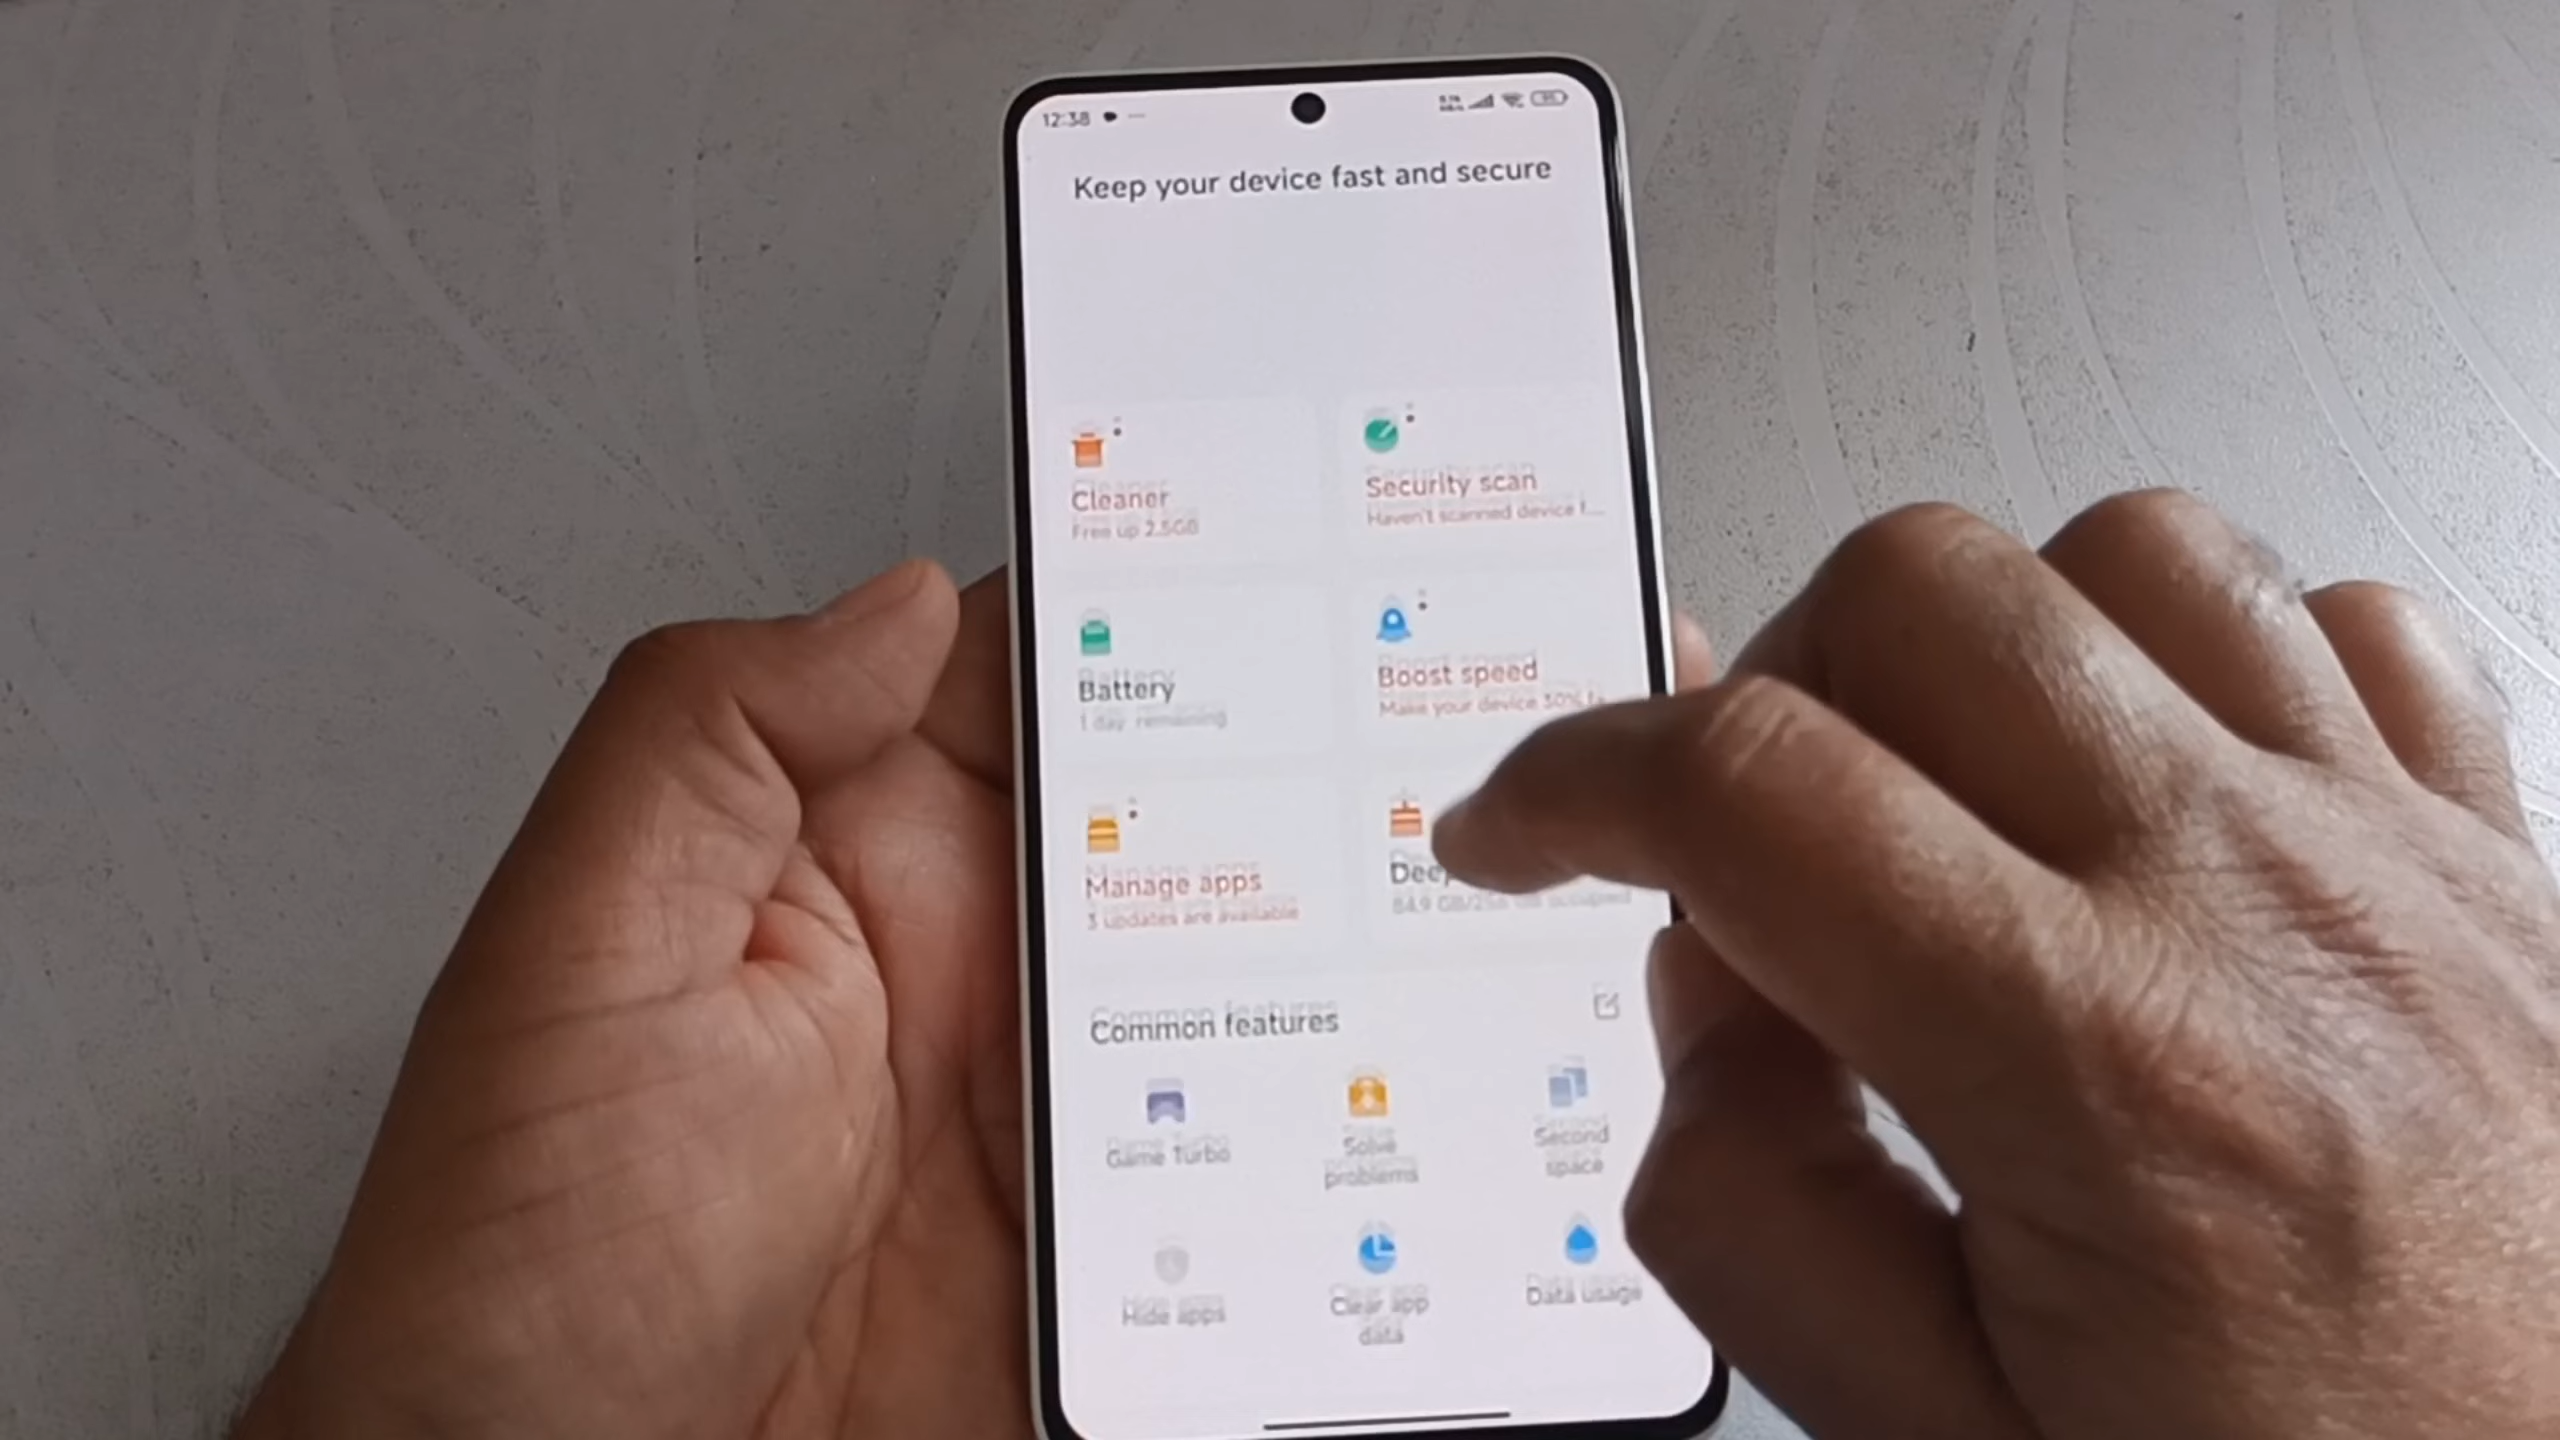 12:38
Keep your device fast and secure
Cleaner
Free up 2.5GB
Security scan
Haven't scanned device f...
Battery
1 day remaining
Boost speed
Make your device 30% fa
Manage apps
3 updates are available
Deep
84.9 GB/256 GB occupied
Common features
Game Turbo
Solve
problems
Second
space
Hide apps
Clear app
data
Data usage